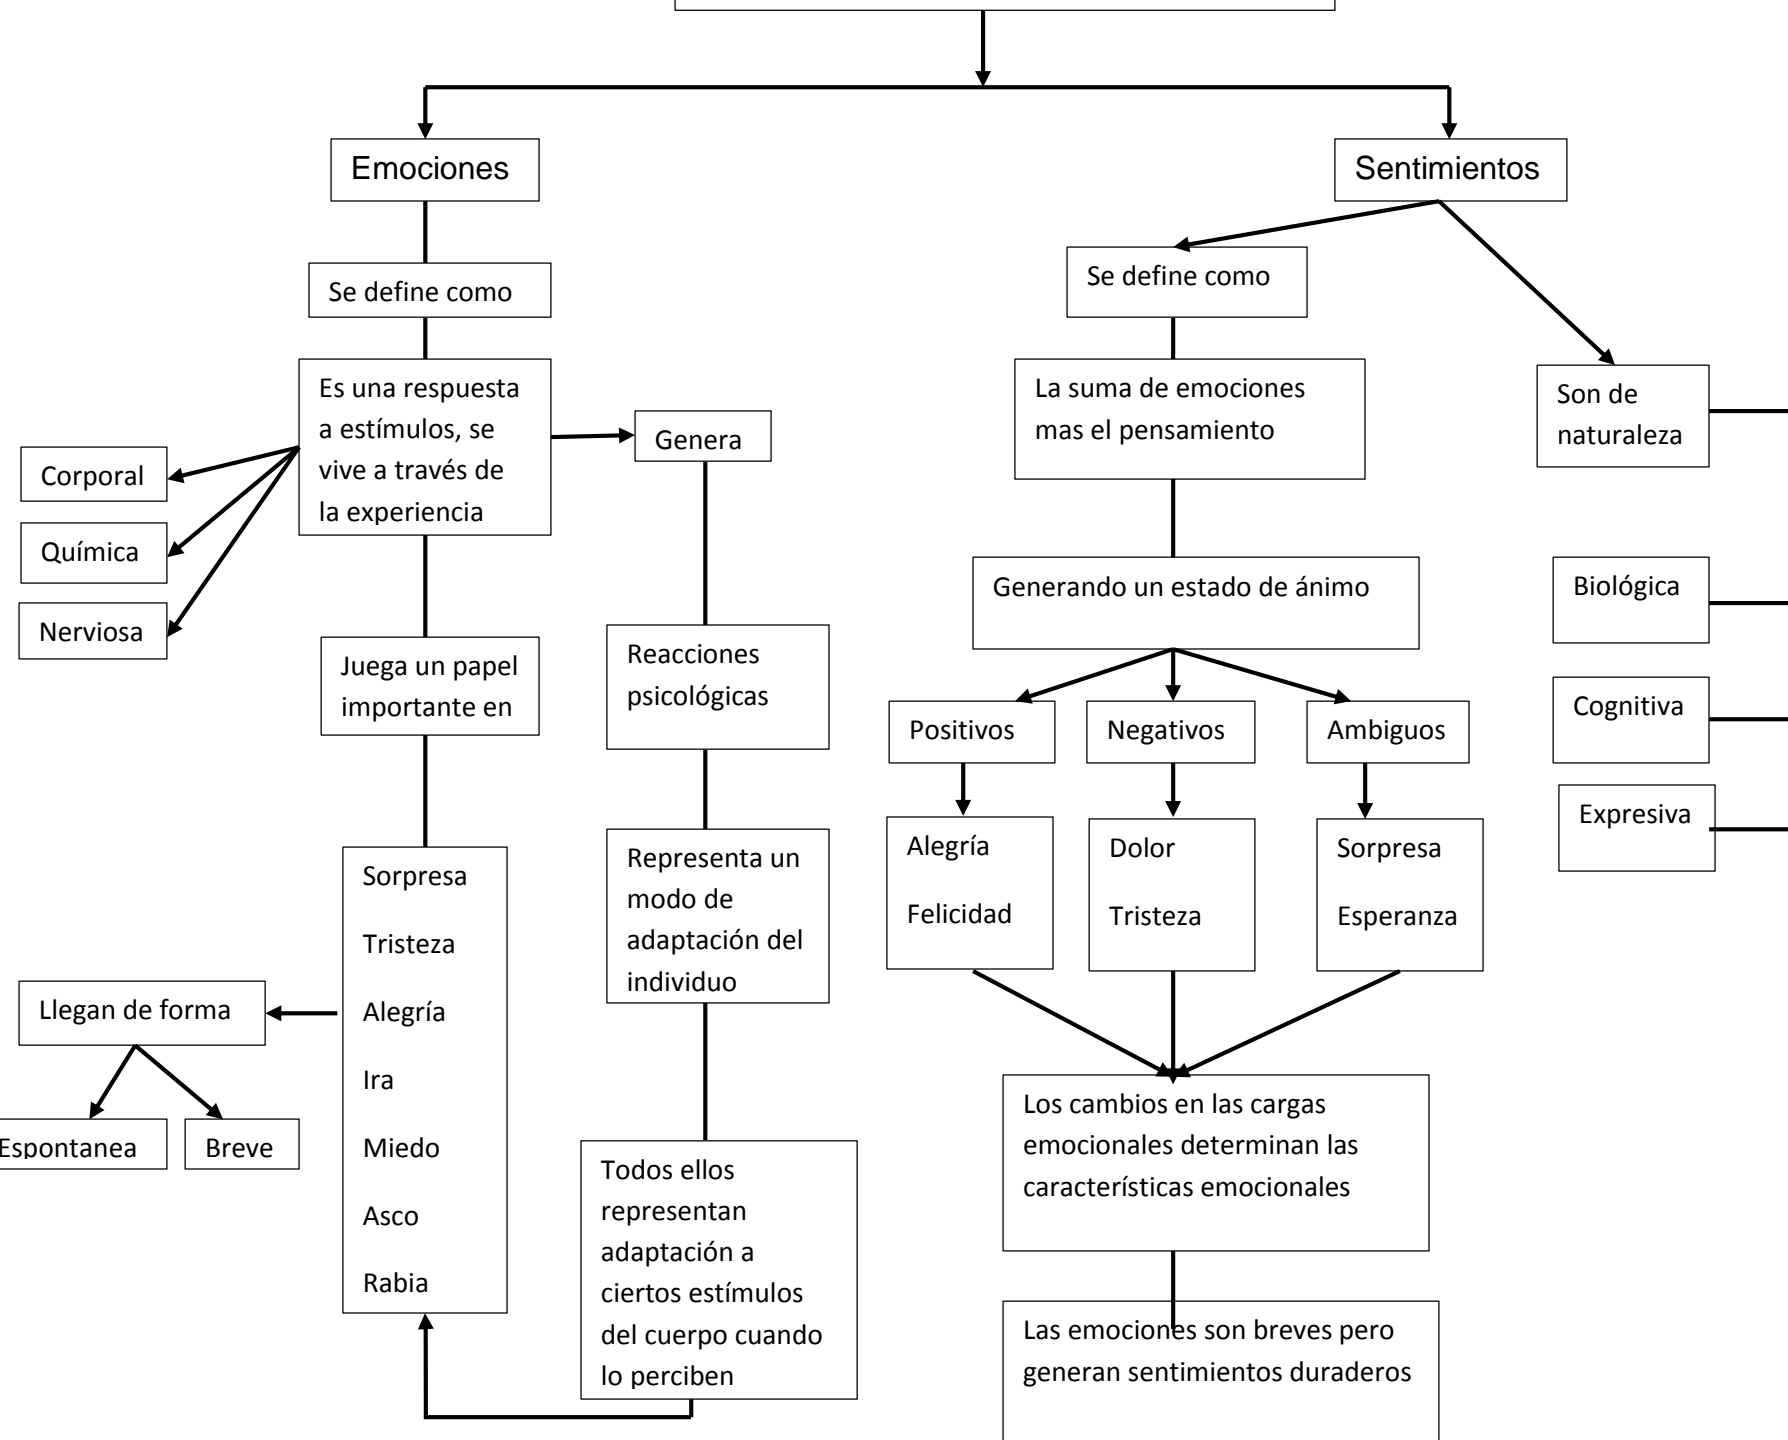 Emociones
Sentimientos
Se define como
Es una respuesta
a estímulos, se
vive a través de
la experiencia
Corporal
Química
Nerviosa
Genera
Juega un papel
importante en
Reacciones
psicológicas
Representa un
modo de
adaptación del
individuo
Sorpresa
Tristeza
Alegría
Ira
Miedo
Asco
Rabia
Llegan de forma
Espontanea
Breve
Todos ellos
representan
adaptación a
ciertos estímulos
del cuerpo cuando
lo perciben
Se define como
La suma de emociones
mas el pensamiento
Generando un estado de ánimo
Positivos
Negativos
Ambiguos
Alegría
Felicidad
Dolor
Tristeza
Sorpresa
Esperanza
Los cambios en las cargas
emocionales determinan las
características emocionales
Las emociones son breves pero
generan sentimientos duraderos
Son de
naturaleza
Biológica
Cognitiva
Expresiva